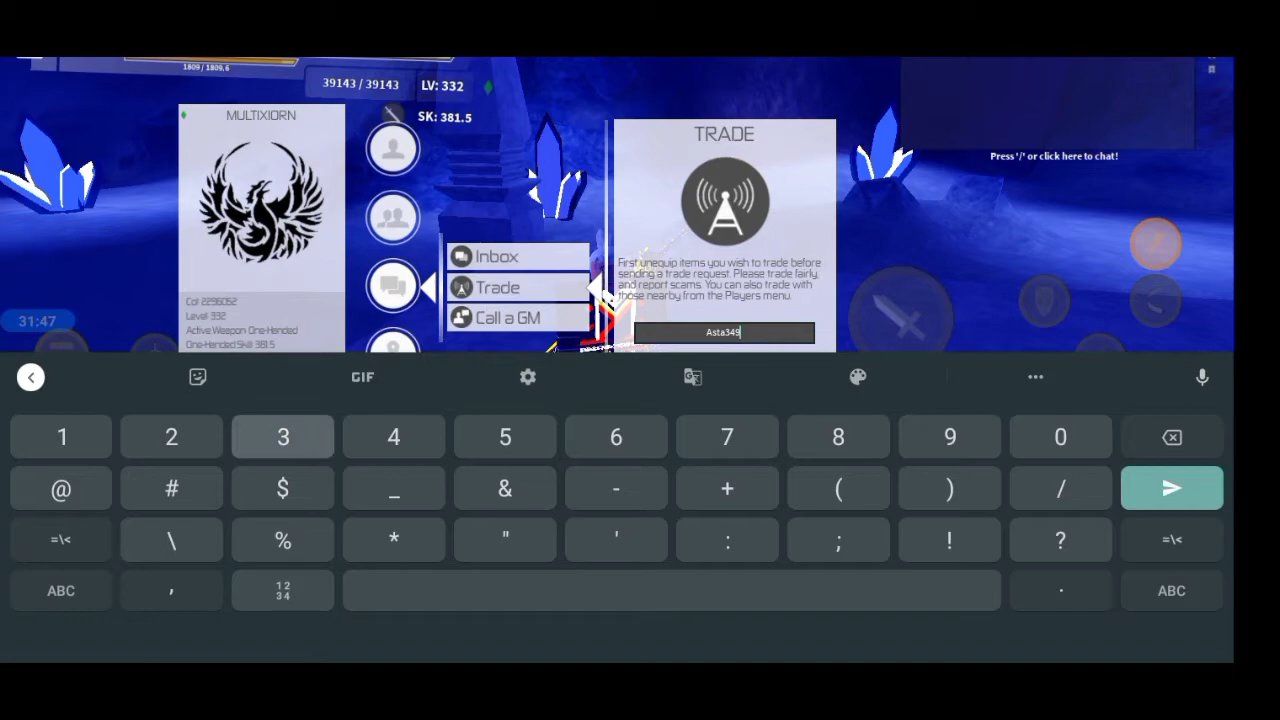 1809 / 1809.6
39143 / 39143 LV: 332
SK: 381.5
MULTIXIORN
Col 2296052
Level 332
Active Weapon One-Handed
One-Handed Skill 381.5
31:47
Inbox
Trade
Call a GM
TRADE
First unequip items you wish to trade before
sending a trade request. Please trade fairly,
and report scams. You can also trade with
those nearby from the Players menu.
Asta349
Press '/' or click here to chat!
GIF
1 2 3 4 5 6 7 8 9 0
@ # $ _ & - + ( ) /
=\< \ % * " ' : ; ! ? =\<
ABC , 12 . ABC
34